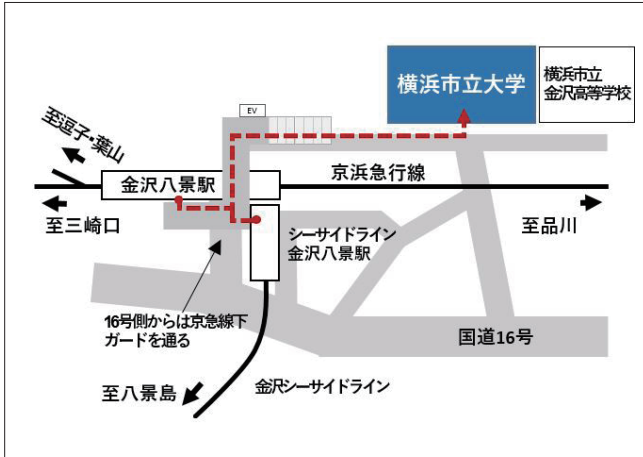 横浜市立大学
横浜市立
金沢高等学校
EV
至逗子・葉山
金沢八景駅
京浜急行線
至三崎口
至品川
シーサイドライン
金沢八景駅
16号側からは京急線下
ガードを通る
国道16号
至八景島
金沢シーサイドライン